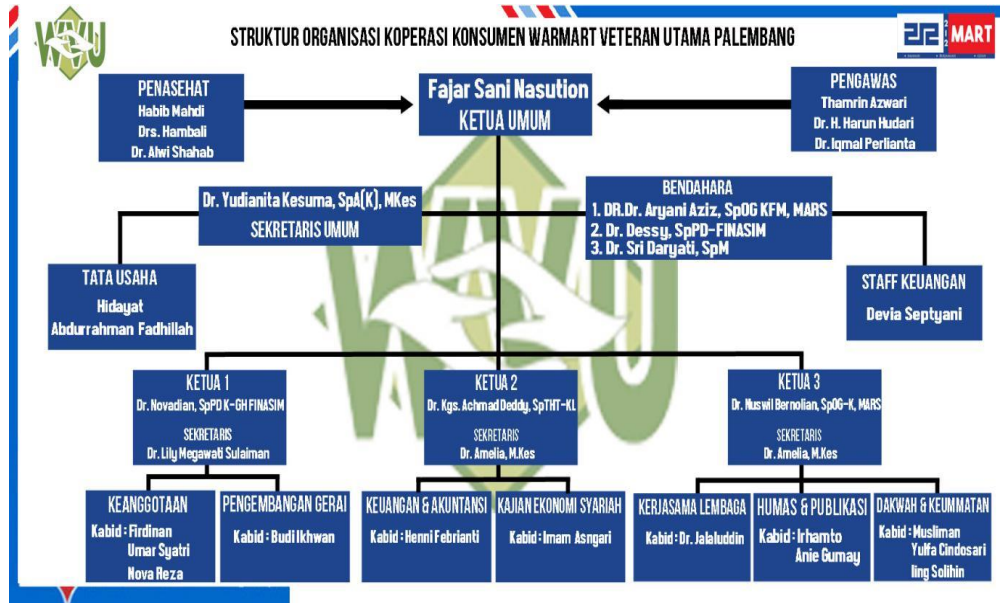 WVU
STRUKTUR ORGANISASI KOPERASI KONSUMEN WARMART VETERAN UTAMA PALEMBANG
212 MART
PENASEHAT
Habib Mahdi
Drs. Hambali
Dr. Alwi Shahab
Fajar Sani Nasution
KETUA UMUM
PENGAWAS
Thamrin Azwari
Dr. H. Harun Hudari
Dr. Iqmal Perlianta
Dr. Yudianita Kesuma, SpA(K), MKes
SEKRETARIS UMUM
BENDAHARA
1. DR.Dr. Aryani Aziz, SpOG KFM, MARS
2. Dr. Dessy, SpPD-FINASIM
3. Dr. Sri Daryati, SpM
TATA USAHA
Hidayat
Abdurrahman Fadhillah
STAFF KEUANGAN
Devia Septyani
KETUA 1
Dr. Novadian, SpPD K-GH FINASIM
SEKRETARIS
Dr. Lily Megawati Sulaiman
KETUA 2
Dr. Kgs. Achmad Deddy, SpTHT-KL
SEKRETARIS
Dr. Amelia, M.Kes
KETUA 3
Dr. Nuswil Bernolian, SpOG-K, MARS
SEKRETARIS
Dr. Amelia, M.Kes
KEANGGOTAAN
Kabid : Firdinan
Umar Syatri
Nova Reza
PENGEMBANGAN GERAI
Kabid : Budi Ikhwan
KEUANGAN & AKUNTANSI
Kabid : Henni Febrianti
KAJIAN EKONOMI SYARIAH
Kabid : Imam Asngari
KERJASAMA LEMBAGA
Kabid : Dr. Jalaluddin
HUMAS & PUBLIKASI
Kabid : Irhamto
Anie Gumay
DAKWAH & KEUMMATAN
Kabid : Musliman
Yulfa Cindosari
Iing Solihin